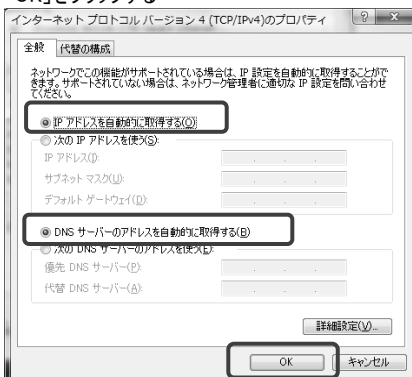 OK」をクリックする
インターネット プロトコル バージョン 4 (TCP/IPv4)のプロパティ
全般 代替の構成
ネットワークでこの機能がサポートされている場合は、IP 設定を自動的に取得することがで
きます。サポートされていない場合は、ネットワーク管理者に適切な IP 設定を問い合わせ
てください。
IP アドレスを自動的に取得する(O)
次の IP アドレスを使う(S):
IP アドレス(I):
サブネット マスク(U):
デフォルト ゲートウェイ(D):
DNS サーバーのアドレスを自動的に取得する(B)
次の DNS サーバーのアドレスを使う(E):
優先 DNS サーバー(P):
代替 DNS サーバー(A):
詳細設定(V)...
OK キャンセル